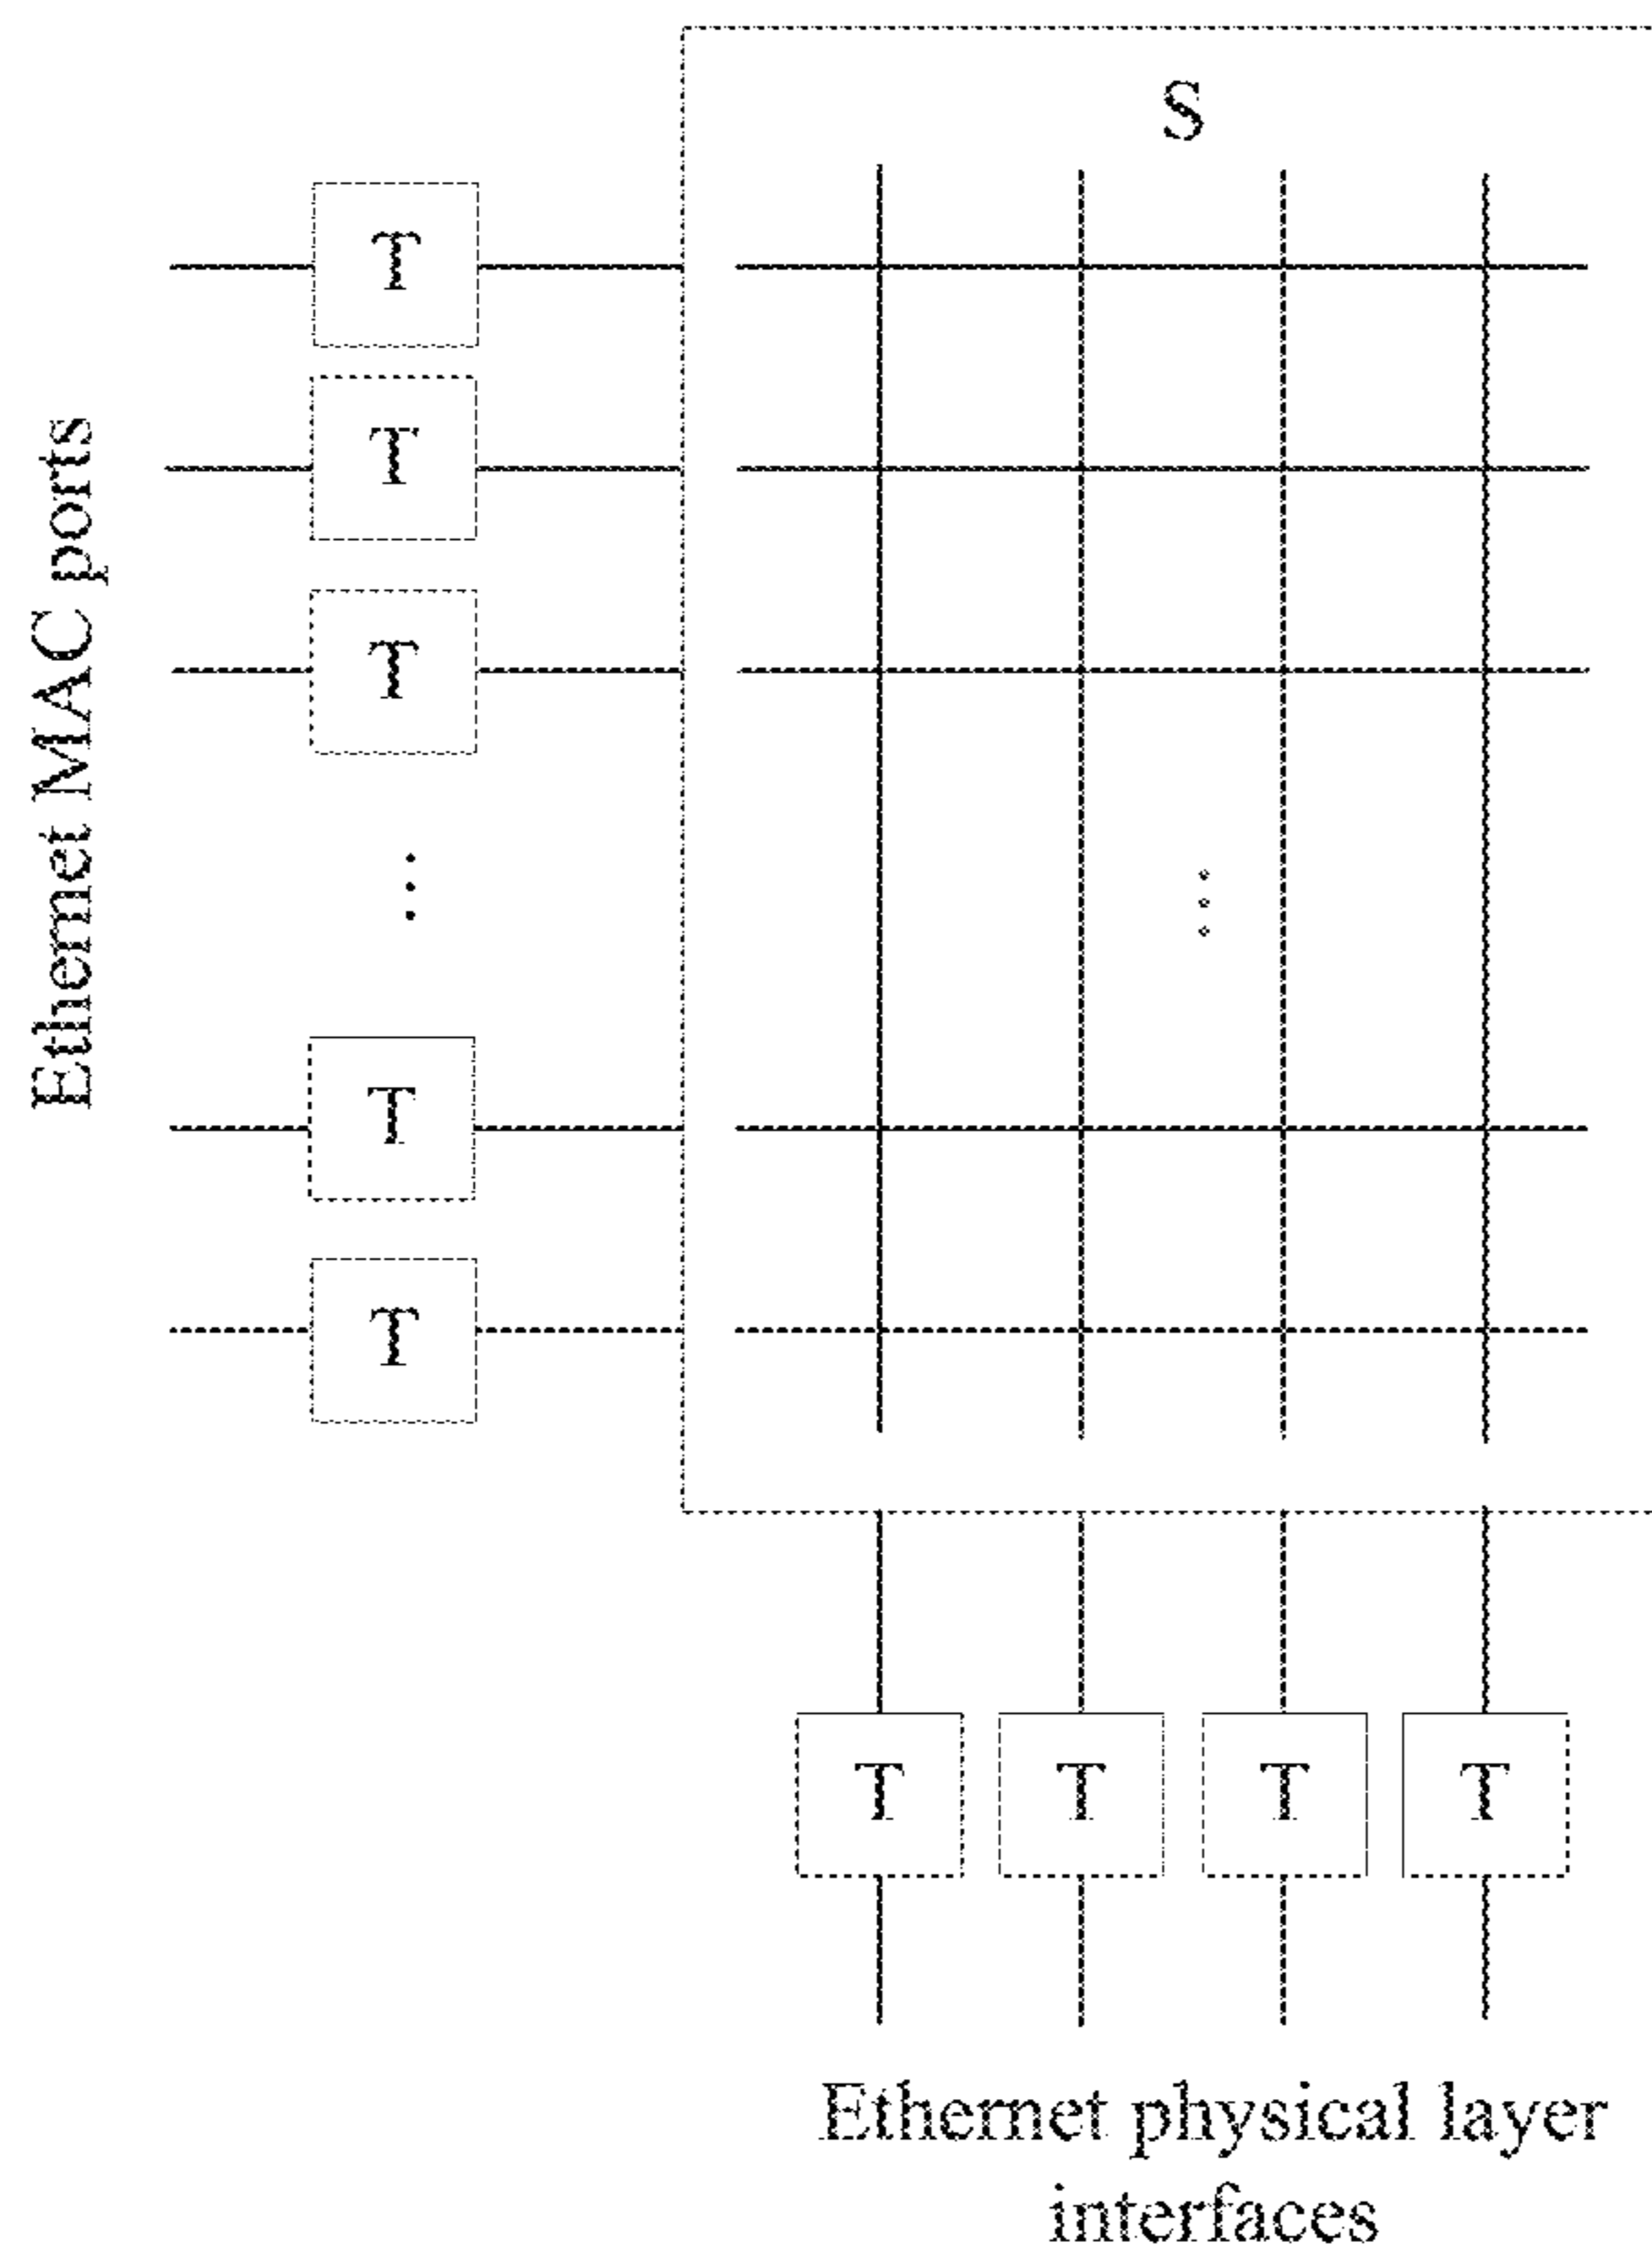 S
T
T
T
T
T
Ethernet MAC ports
T T T T
Ethernet physical layer
interfaces